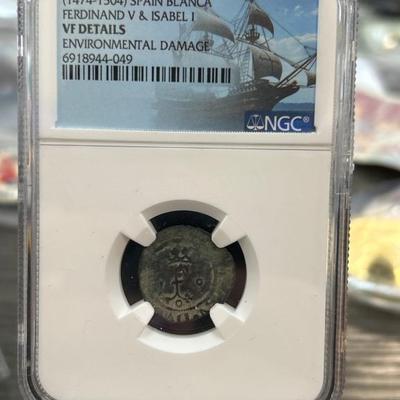 (1474-1504) SPAIN BLANCA
FERDINAND V & ISABEL I
VF DETAILS
ENVIRONMENTAL DAMAGE
6918944-049
NGC®
F